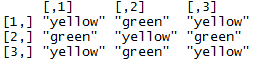 [,1] [,2] [,3]
[1,] "yellow" "green" "yellow"
[2,] "green" "yellow" "green"
[3,] "yellow" "green" "yellow"